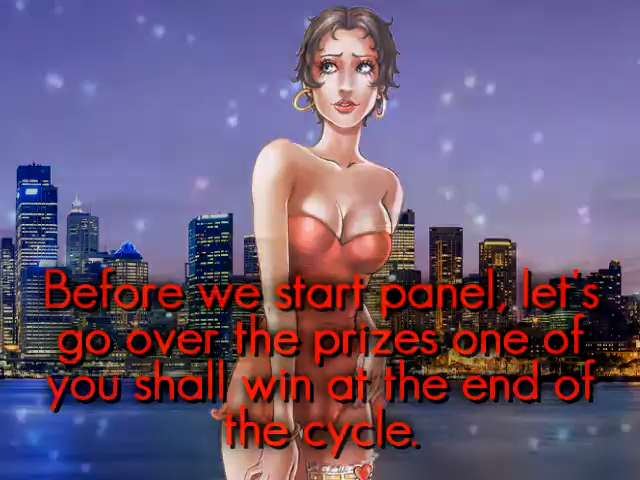 Before we start panel, let's
go over the prizes one of
you shall win at the end of
the cycle.